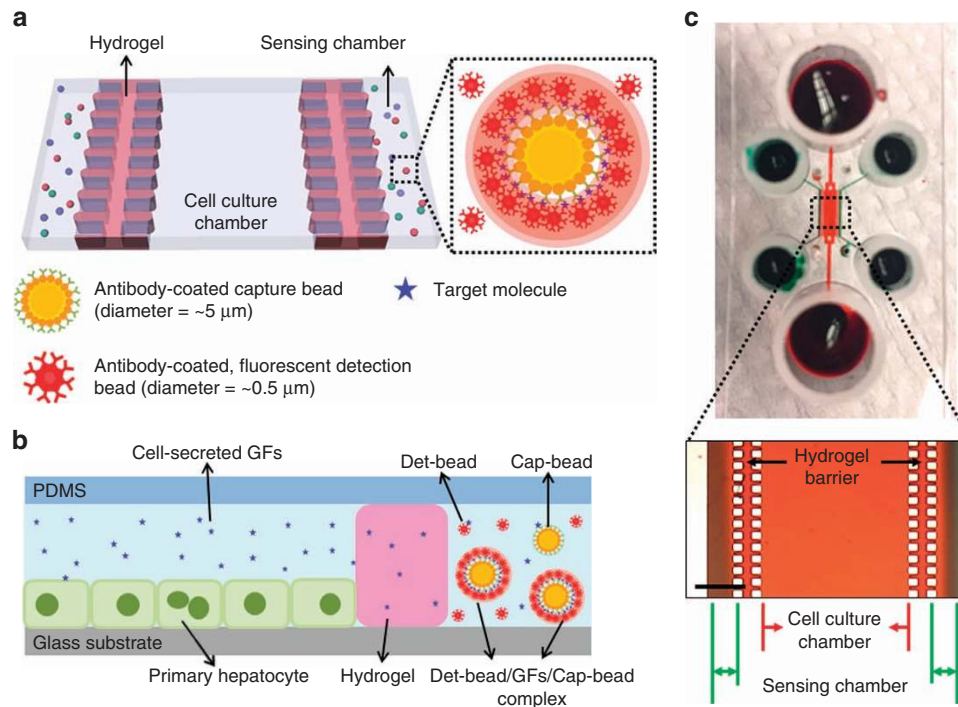 a
Hydrogel
Sensing chamber
Cell culture
chamber
Antibody-coated capture bead
(diameter = ~5 μm)
Target molecule
Antibody-coated, fluorescent detection
bead (diameter = ~0.5 μm)
b
Cell-secreted GFs
Det-bead
Cap-bead
PDMS
Glass substrate
Primary hepatocyte
Hydrogel
Det-bead/GFs/Cap-bead
complex
c
Hydrogel
barrier
Cell culture
chamber
Sensing chamber